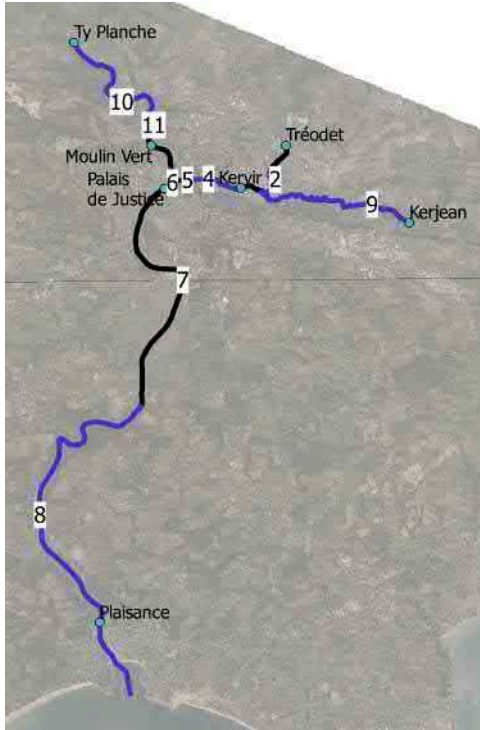 Ty Planche
10
11
Tréodet
Moulin Vert
Palais
de Justice
6
5
4
Kervir
2
9
Kerjean
7
8
Plaisance